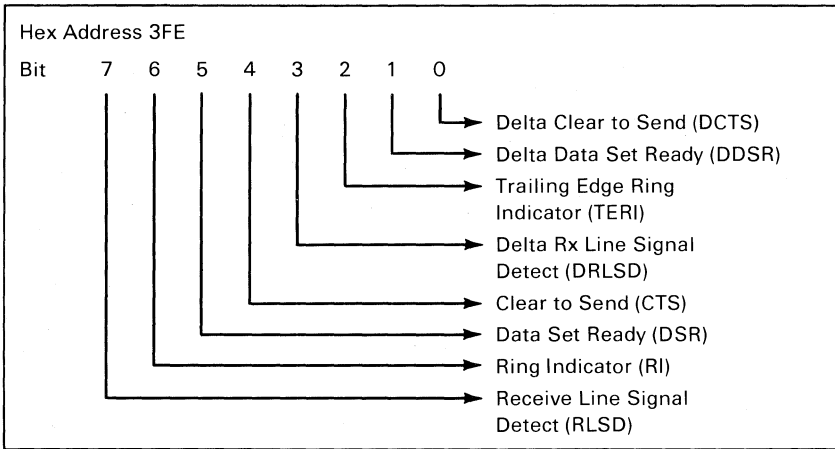 Hex Address 3FE
Bit 7 6 5 4 3 2 1 0
Delta Clear to Send (DCTS)
Delta Data Set Ready (DDSR)
Trailing Edge Ring
Indicator (TERI)
Delta Rx Line Signal
Detect (DRLSD)
Clear to Send (CTS)
Data Set Ready (DSR)
Ring Indicator (RI)
Receive Line Signal
Detect (RLSD)